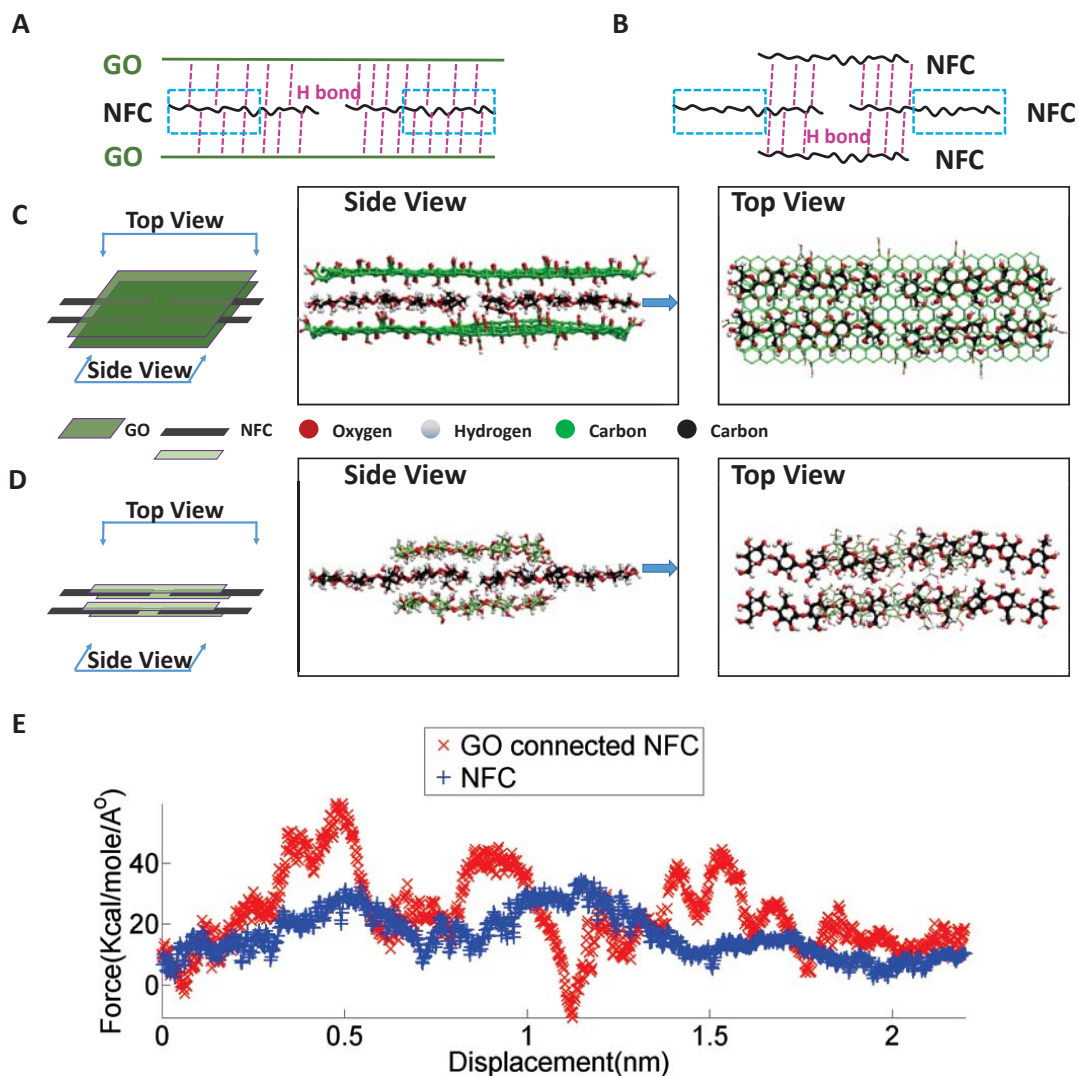 A
GO
H bond
NFC
GO
B
NFC
NFC
H bond
NFC
C
Top View
Side View
Side View
Top View
GO
NFC
Oxygen
Hydrogen
Carbon
Carbon
D
Top View
Side View
Side View
Top View
E
× GO connected NFC
+ NFC
Force(Kcal/mole/A⁰)
40
20
0
0
0.5
1
1.5
2
Displacement(nm)